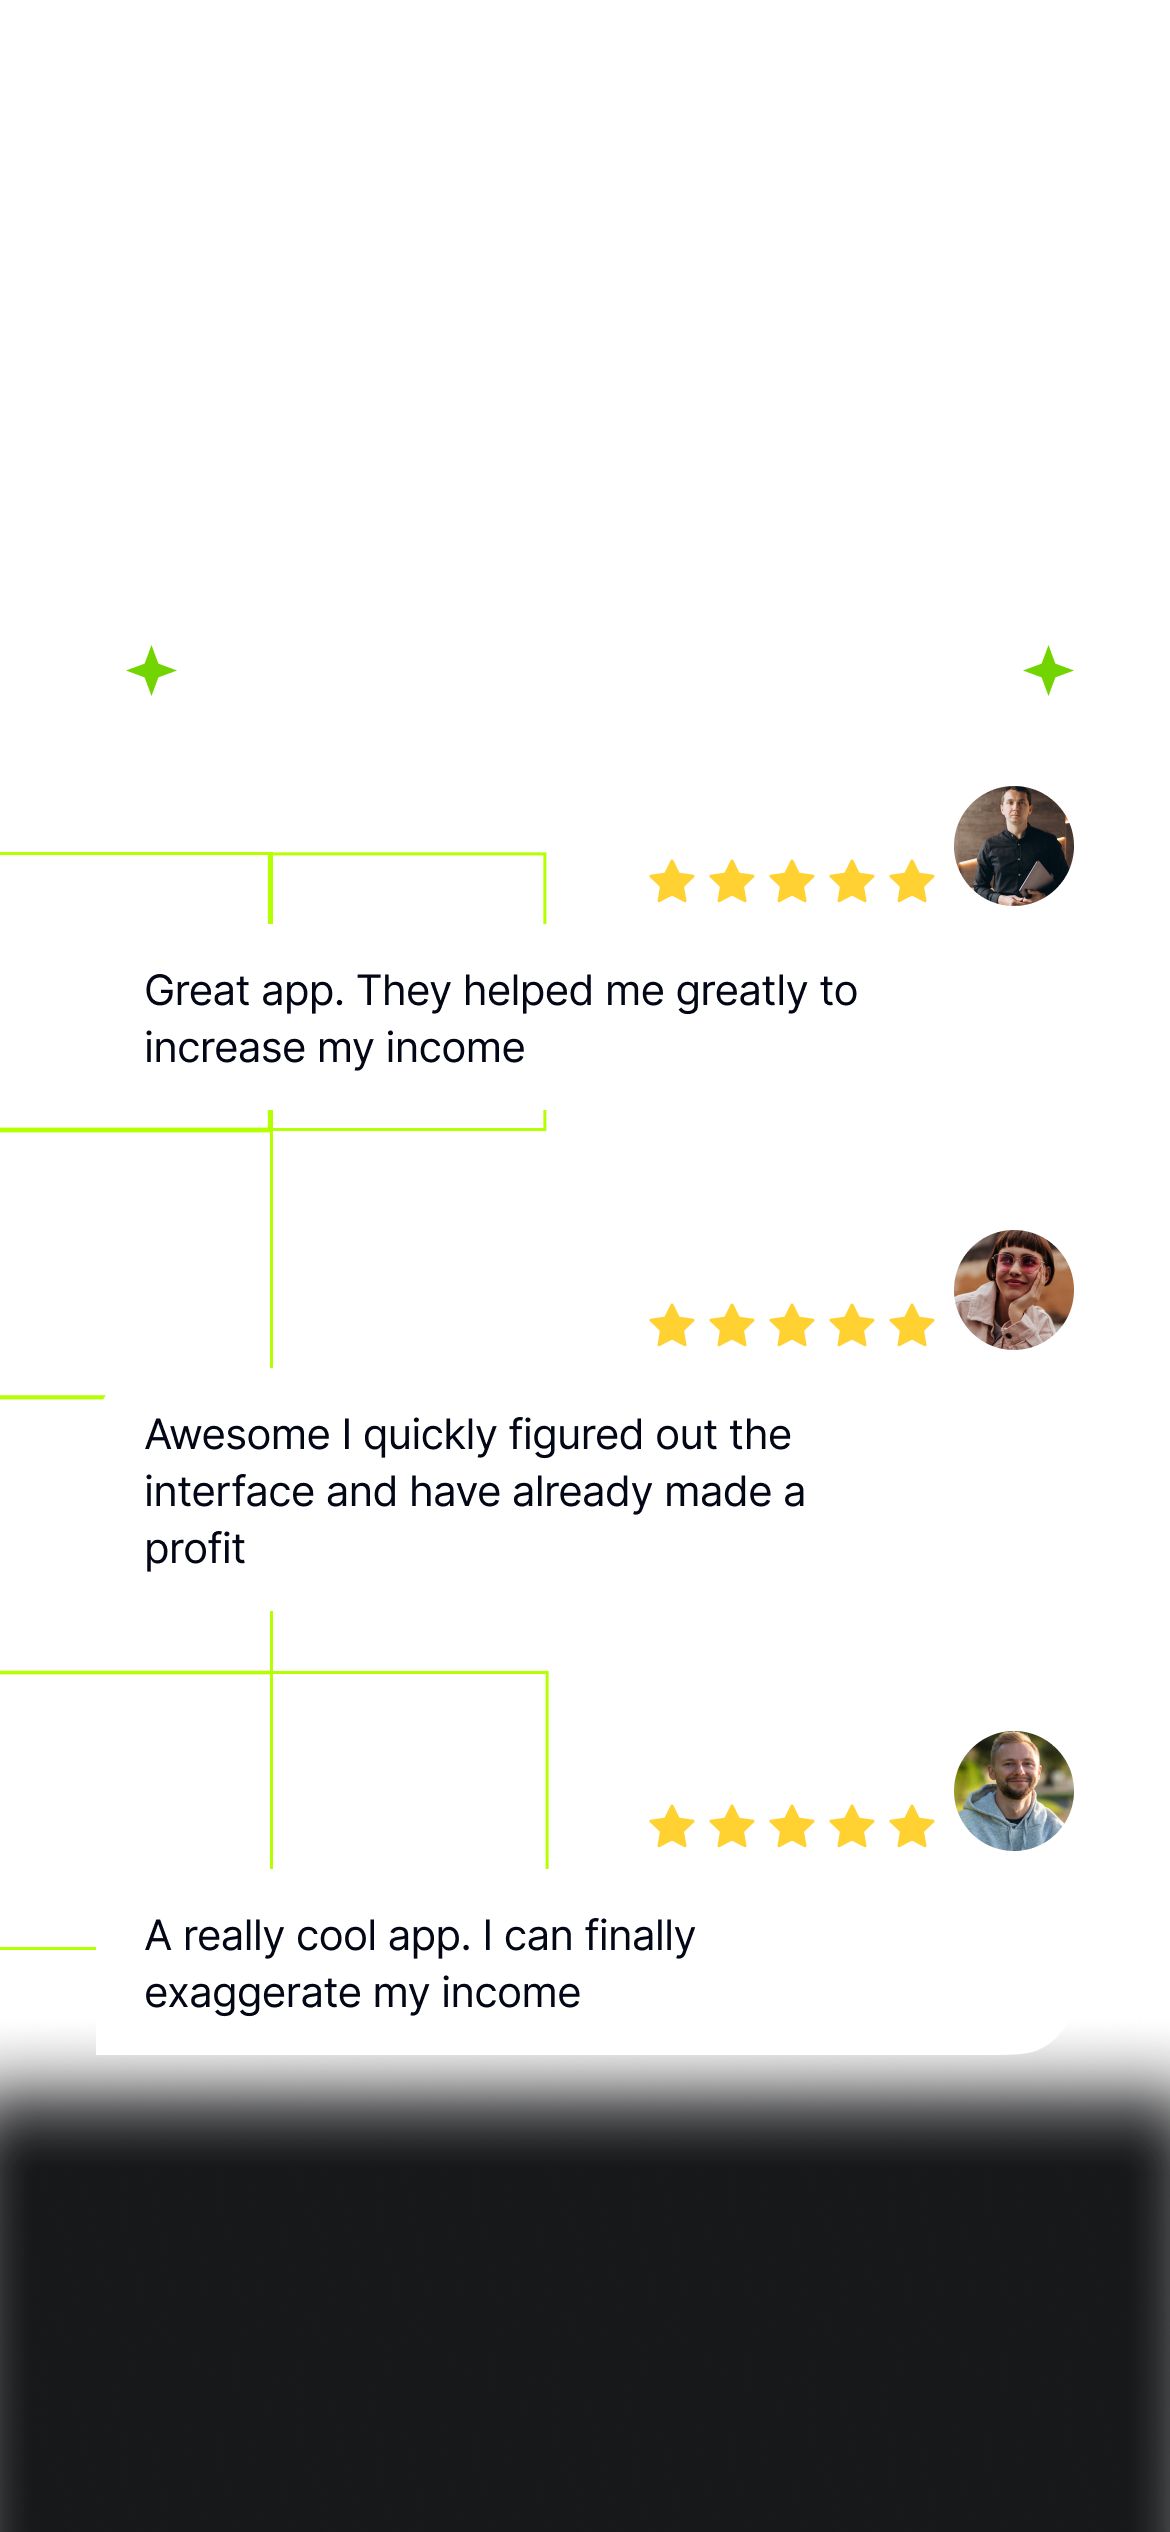 Great app. They helped me greatly to
increase my income
Awesome I quickly figured out the
interface and have already made a
profit
A really cool app. I can finally
exaggerate my income